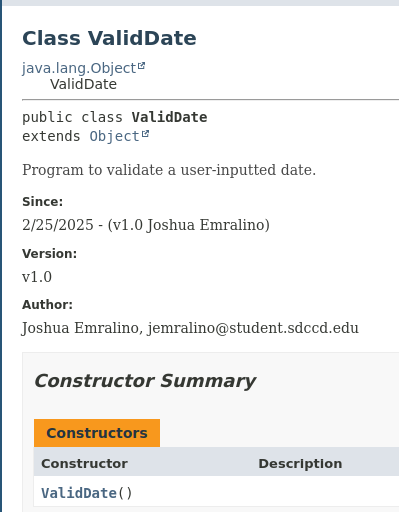 Class ValidDate
java.lang.Object
ValidDate
public class ValidDate
extends Object
Program to validate a user-inputted date.
Since:
2/25/2025 - (v1.0 Joshua Emralino)
Version:
v1.0
Author:
Joshua Emralino, jemralino@student.sdccd.edu
Constructor Summary
Constructors
Constructor Description
ValidDate()